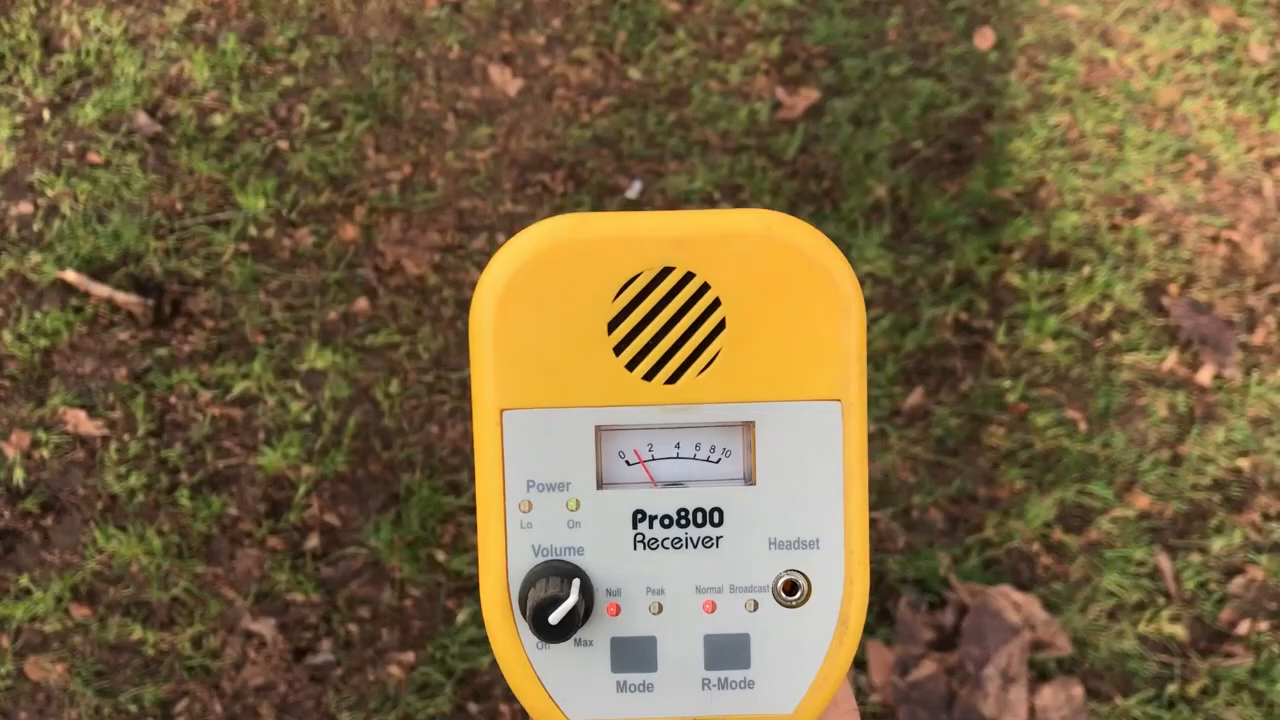 0 2 4 6 8 10
Power
Lo On
Pro800
Receiver
Volume
Headset
Null Peak Normal Broadcast
Off Max
Mode R-Mode